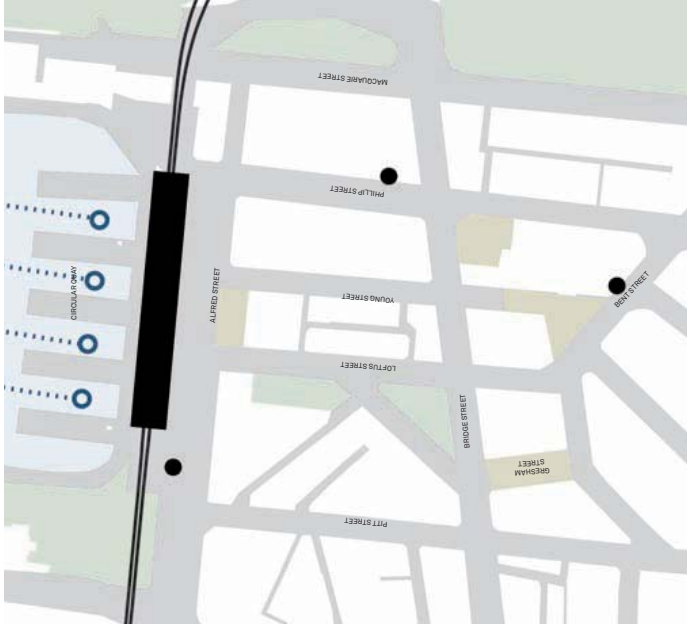 MACQUARIE STREET
PHILLIP STREET
CIRCULAR QUAY
ALFRED STREET
YOUNG STREET
BENT STREET
LOFTUS STREET
BRIDGE STREET
GRESHAM
STREET
PITT STREET